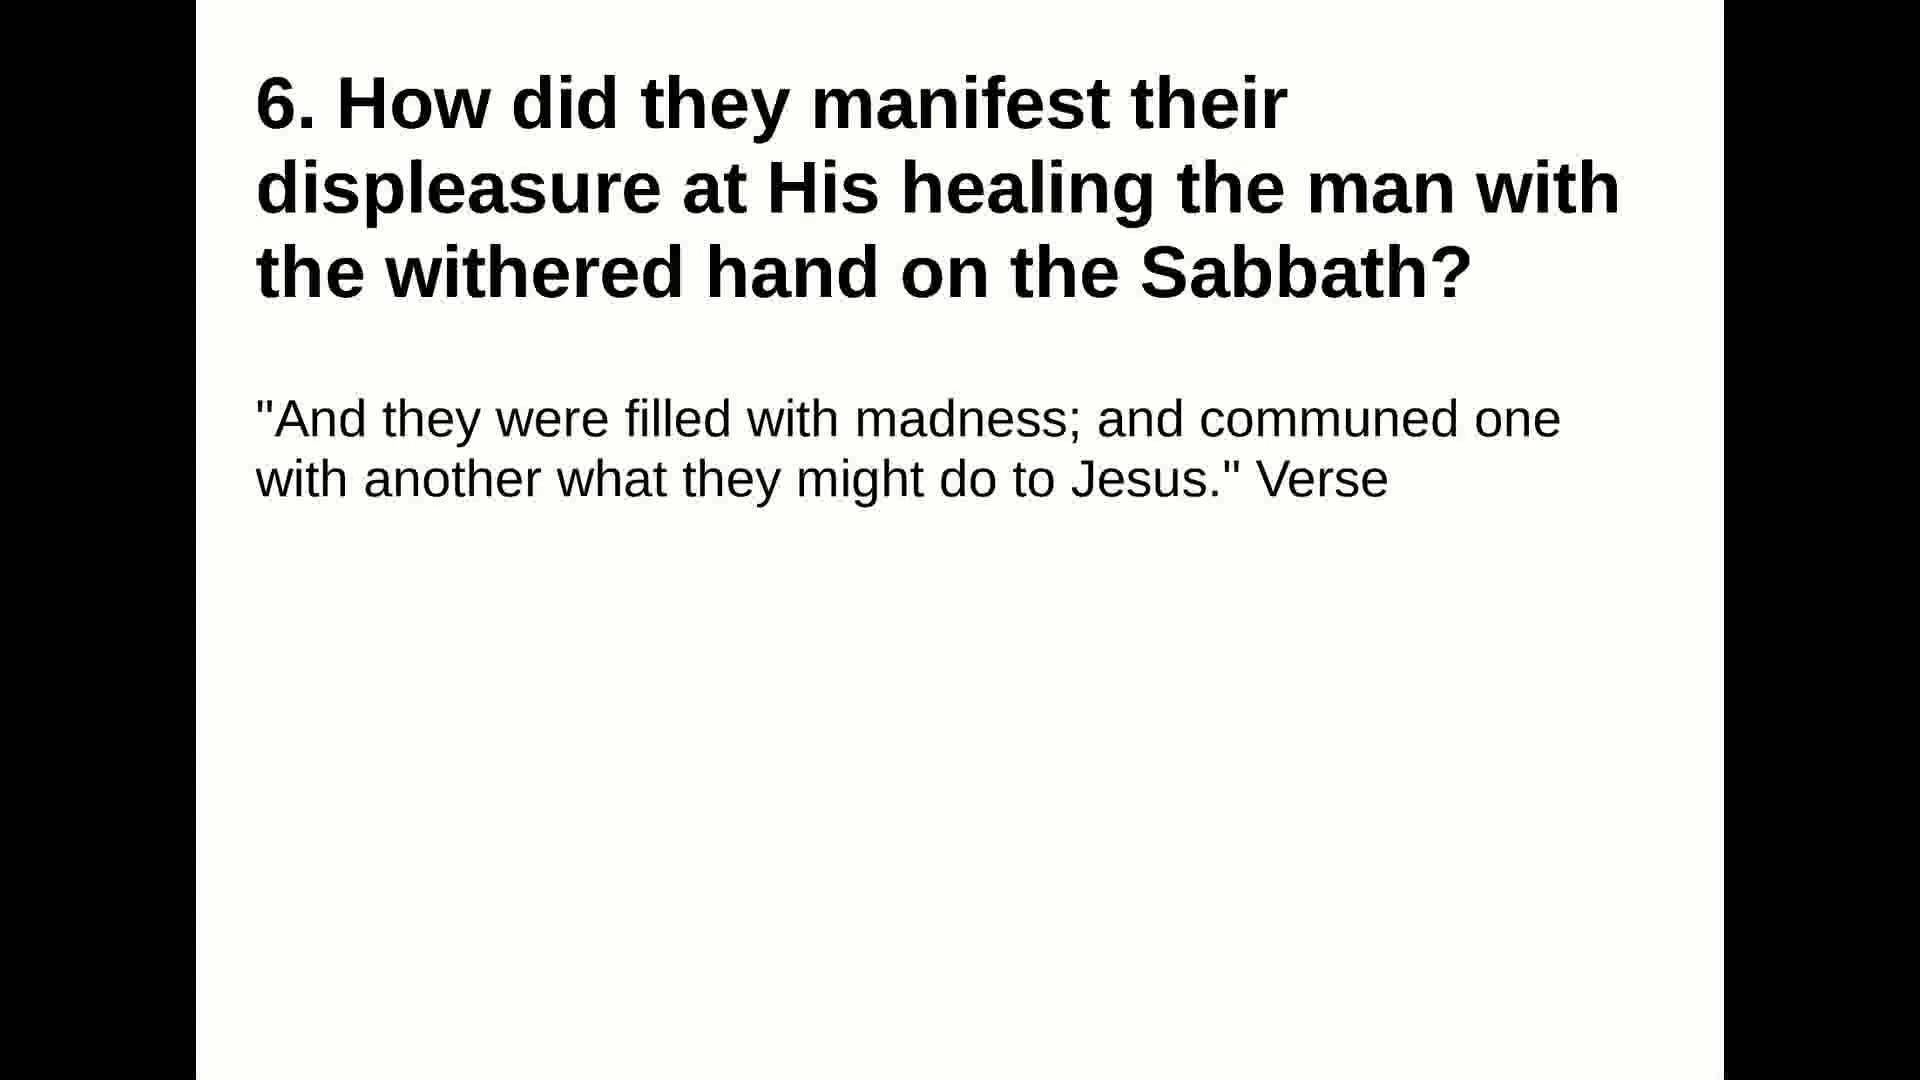 6. How did they manifest their
displeasure at His healing the man with
the withered hand on the Sabbath?
"And they were filled with madness; and communed one
with another what they might do to Jesus." Verse